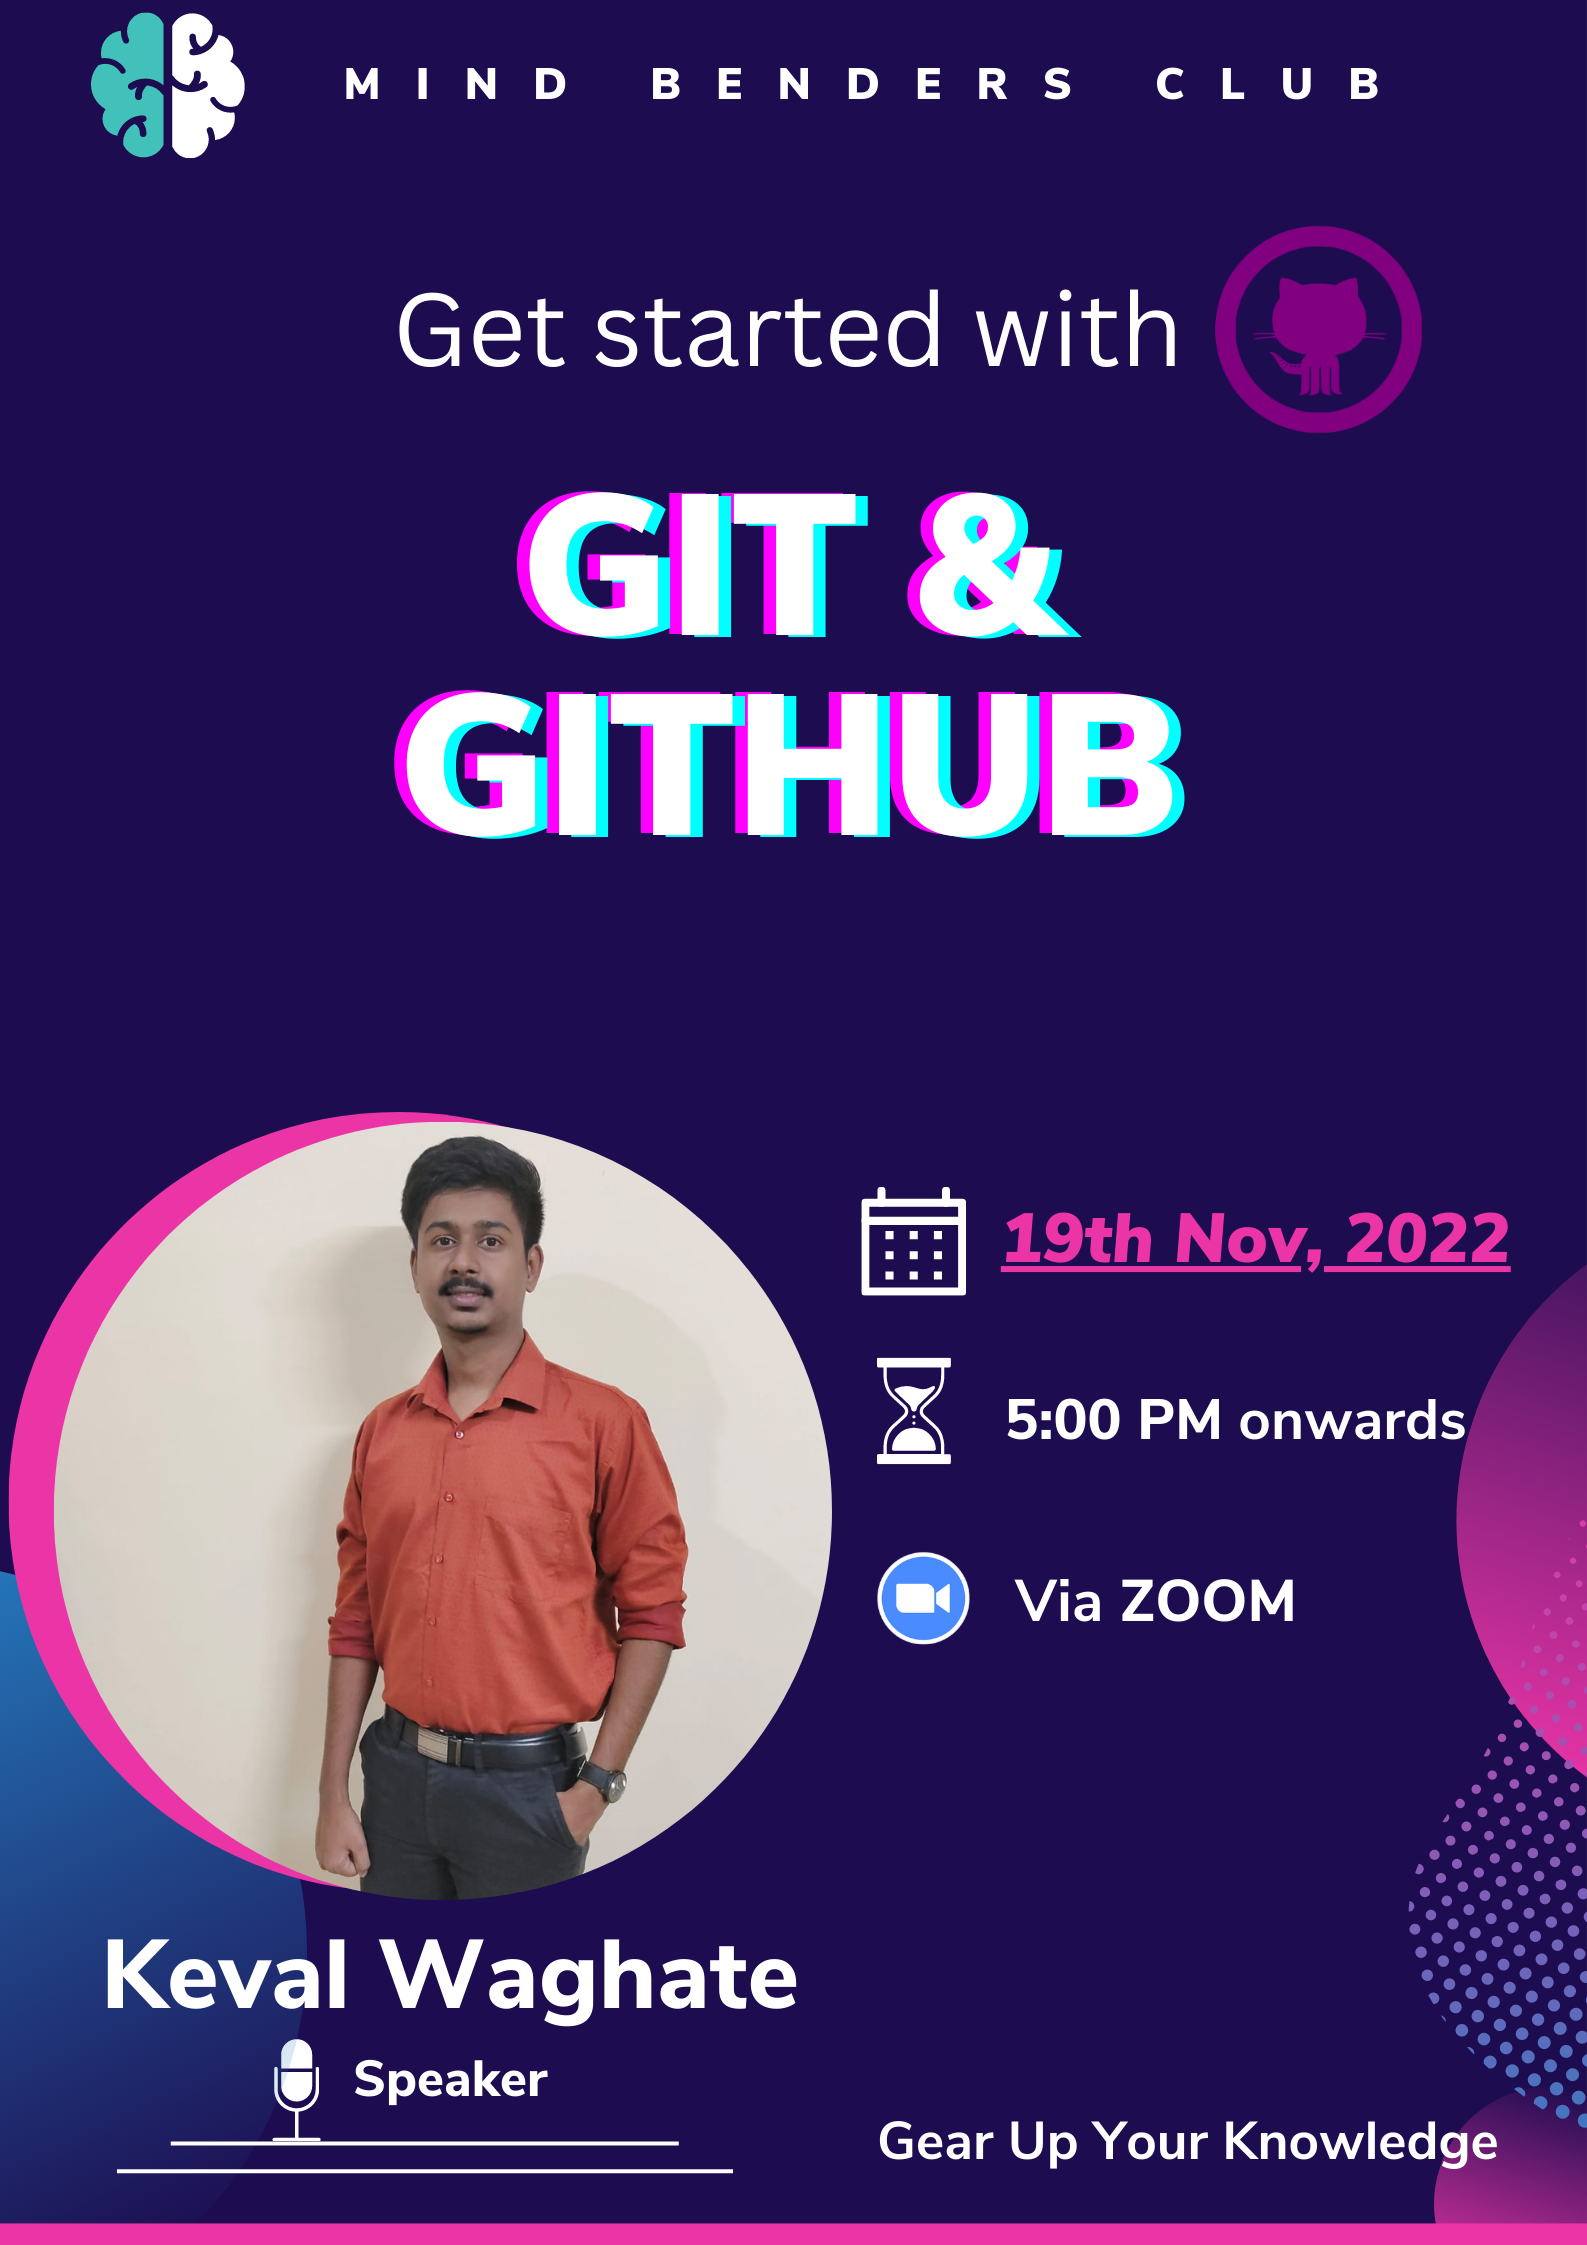 MIND BENDERS CLUB
Get started with
GIT &
GITHUB
19th Nov, 2022
5:00 PM onwards
Via ZOOM
Keval Waghate
Speaker
Gear Up Your Knowledge